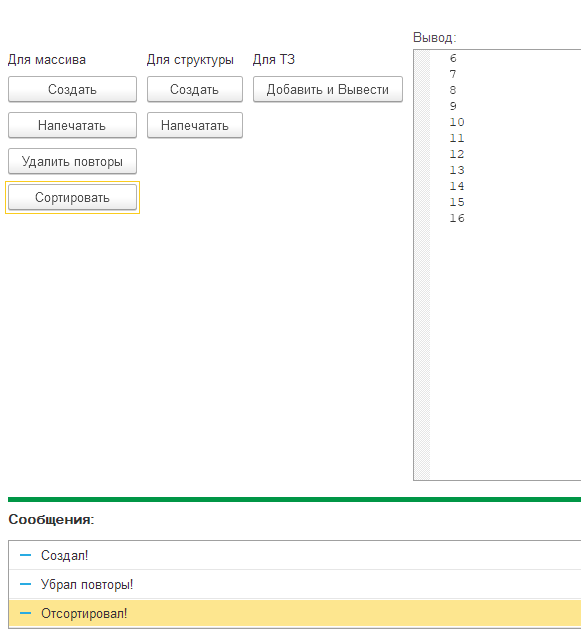 Вывод:
Для массива Для структуры Для ТЗ
Создать Создать Добавить и Вывести
Напечатать Напечатать
Удалить повторы
Сортировать
6
7
8
9
10
11
12
13
14
15
16
Сообщения:
Создал!
Убрал повторы!
Отсортировал!